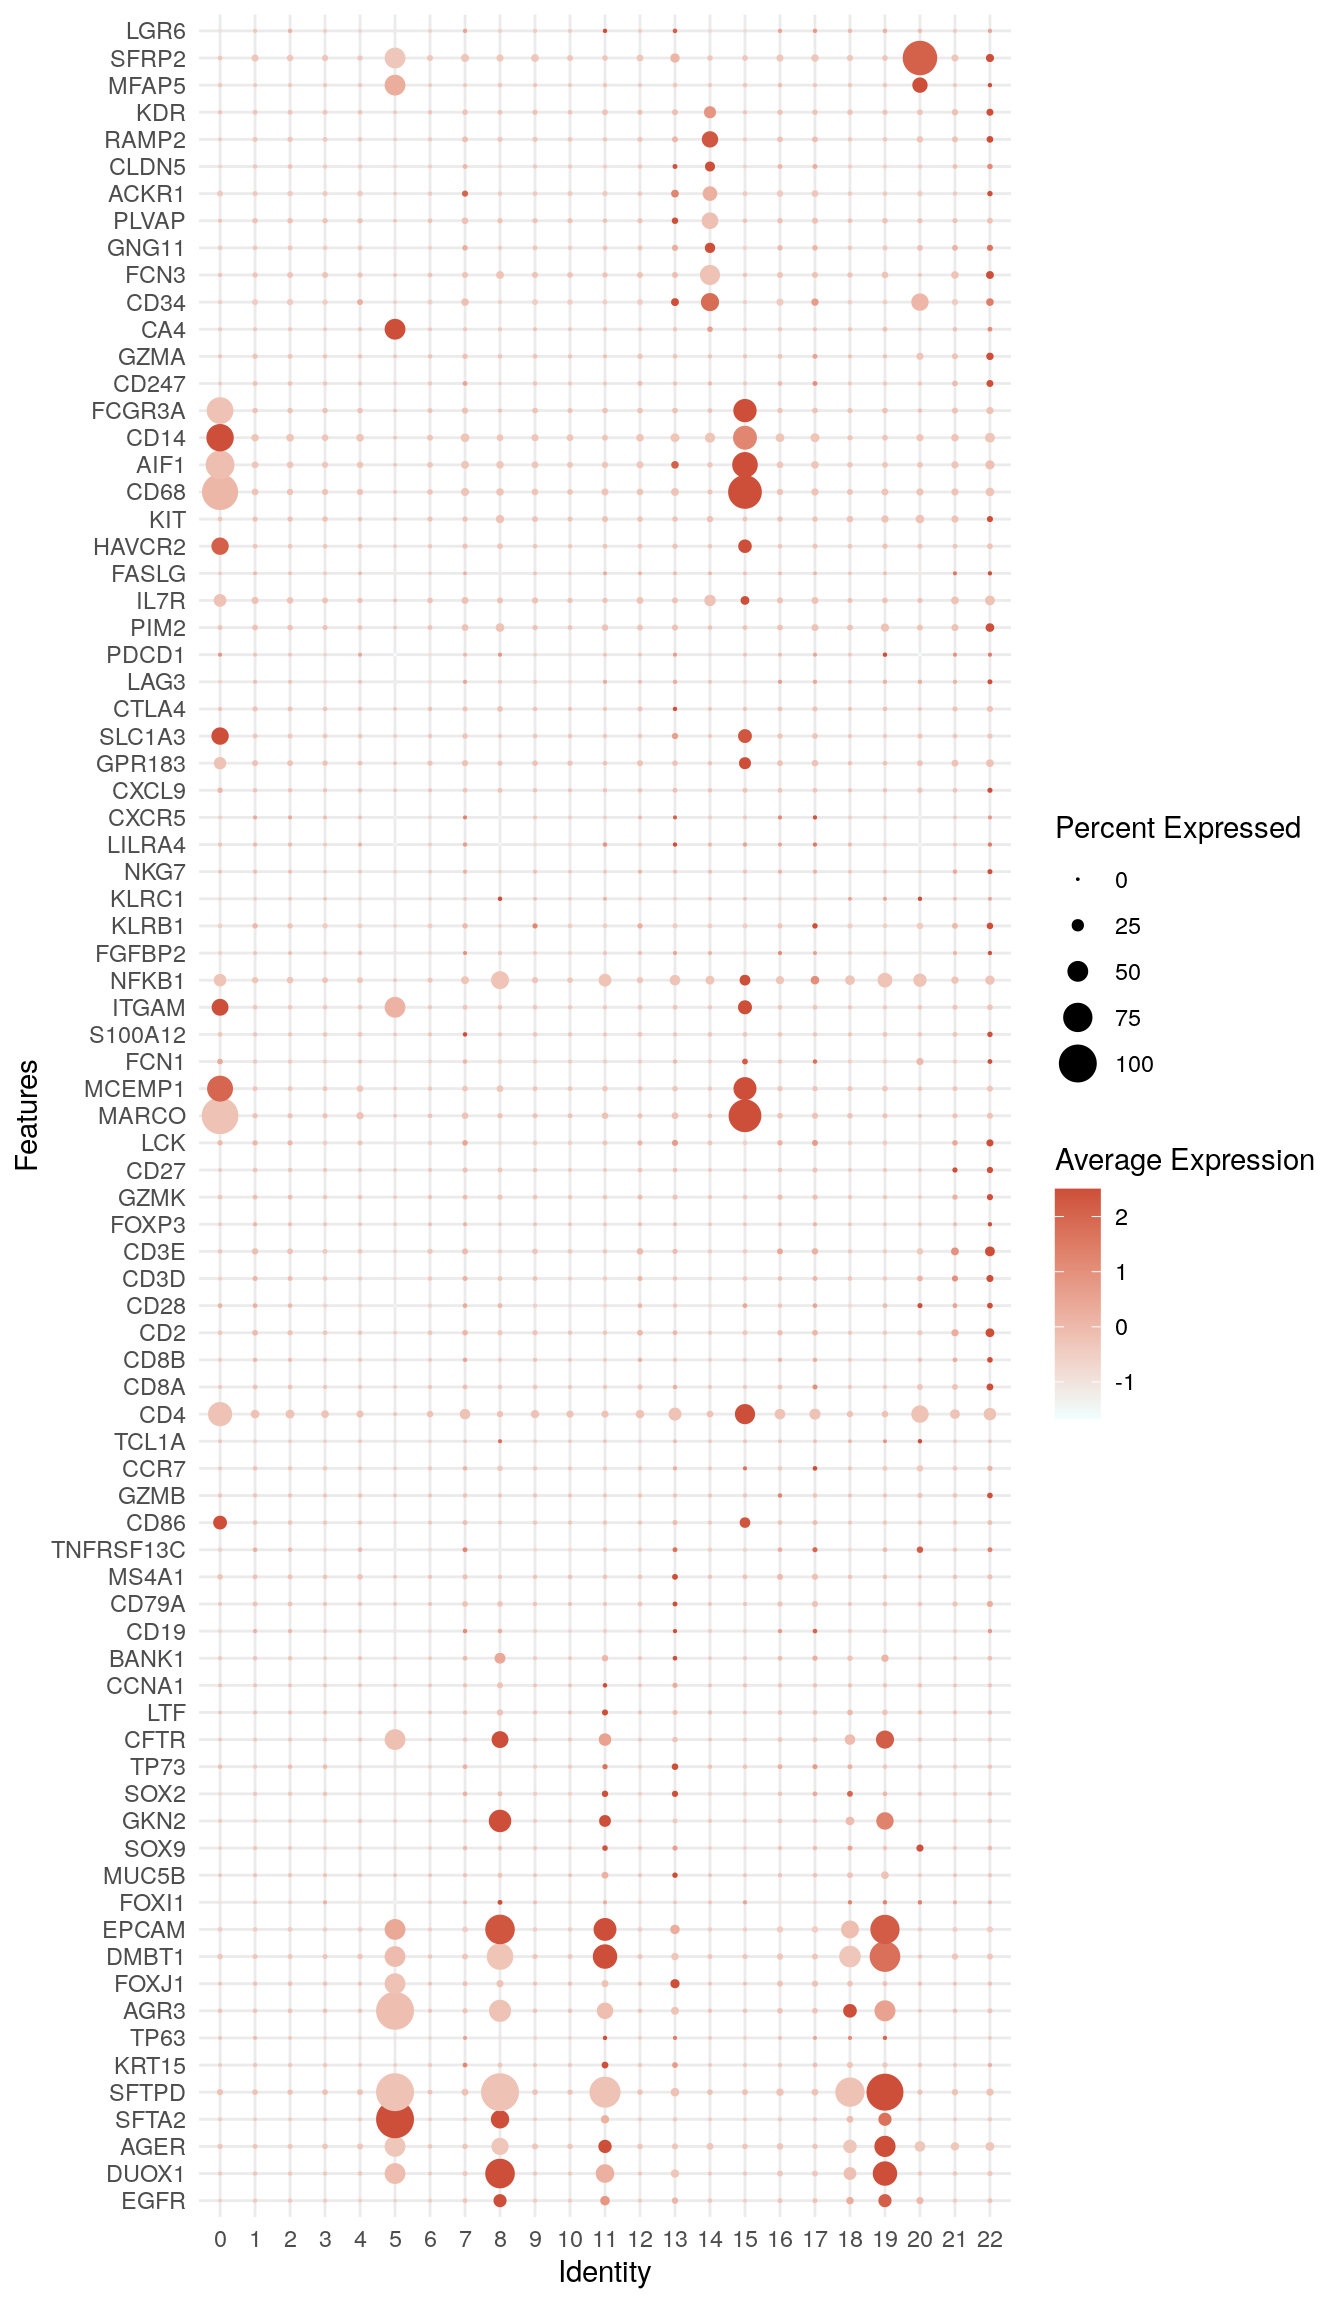 LGR6
SFRP2
MFAP5
KDR
RAMP2
CLDN5
ACKR1
PLVAP
GNG11
FCN3
CD34
CA4
GZMA
CD247
FCGR3A
CD14
AIF1
CD68
KIT
HAVCR2
FASLG
IL7R
PIM2
PDCD1
LAG3
CTLA4
SLC1A3
GPR183
CXCL9
CXCR5
LILRA4
NKG7
KLRC1
KLRB1
FGFBP2
NFKB1
ITGAM
S100A12
FCN1
MCEMP1
MARCO
LCK
CD27
GZMK
FOXP3
CD3E
CD3D
CD28
CD2
CD8B
CD8A
CD4
TCL1A
CCR7
GZMB
CD86
TNFRSF13C
MS4A1
CD79A
CD19
BANK1
CCNA1
LTF
CFTR
TP73
SOX2
GKN2
SOX9
MUC5B
FOXI1
EPCAM
DMBT1
FOXJ1
AGR3
TP63
KRT15
SFTPD
SFTA2
AGER
DUOX1
EGFR
Features
0 1 2 3 4 5 6 7 8 9 10 11 12 13 14 15 16 17 18 19 20 21 22
Identity
Percent Expressed
0
25
50
75
100
Average Expression
2
1
0
-1